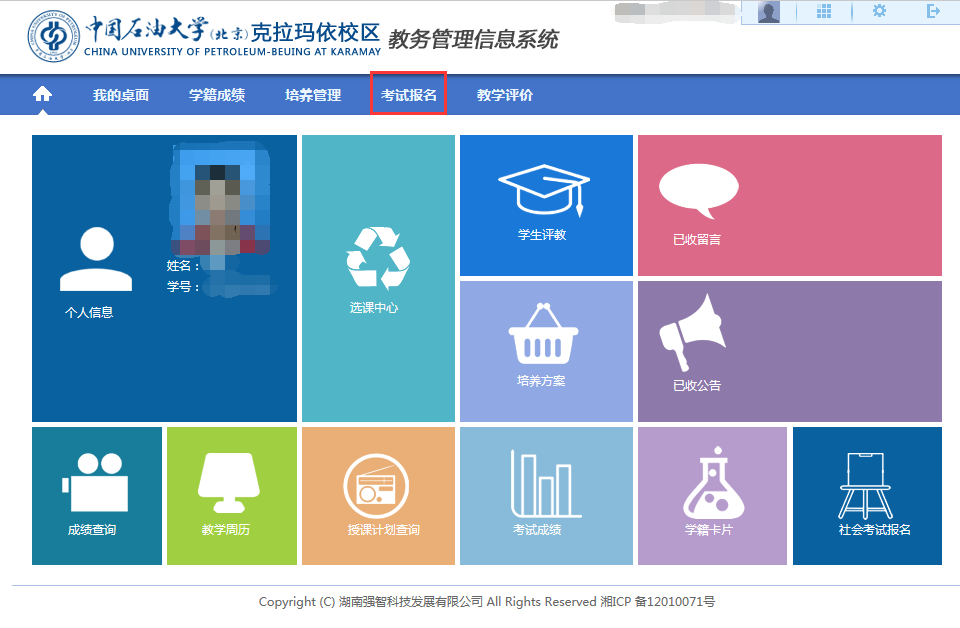 中国石油大学(北京)克拉玛依校区
CHINA UNIVERSITY OF PETROLEUM-BEIJING AT KARAMAY
教务管理信息系统
我的桌面 学籍成绩 培养管理 考试报名 教学评价
个人信息
姓名：
学号：
选课中心
学生评教
已收留言
培养方案
已收公告
成绩查询
教学周历
授课计划查询
考试成绩
学籍卡片
社会考试报名
Copyright (C) 湖南强智科技发展有限公司 All Rights Reserved 湘ICP 备12010071号